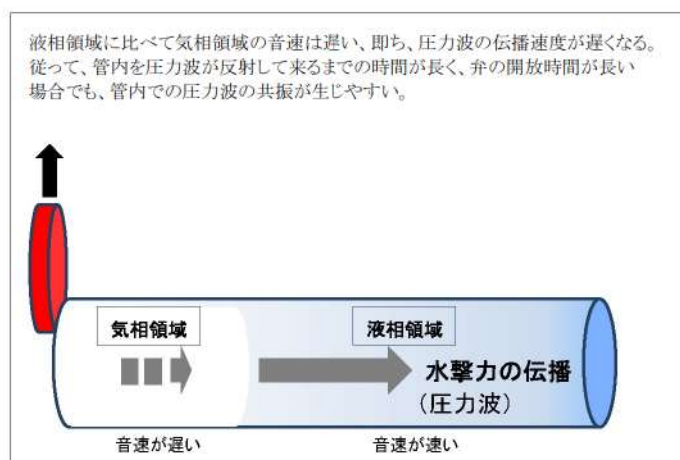 液相領域に比べて気相領域の音速は遅い、即ち、圧力波の伝播速度が遅くなる。
従って、管内を圧力波が反射して来るまでの時間が長く、弁の開放時間が長い
場合でも、管内での圧力波の共振が生じやすい。
気相領域
液相領域
水撃力の伝播
（圧力波）
音速が遅い
音速が速い